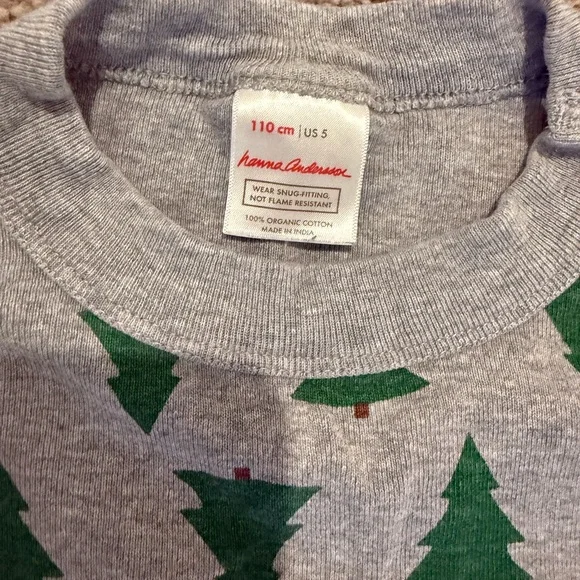 110 cm | US 5
hanna andersson
WEAR SNUG-FITTING,
NOT FLAME RESISTANT
100% ORGANIC COTTON
MADE IN INDIA